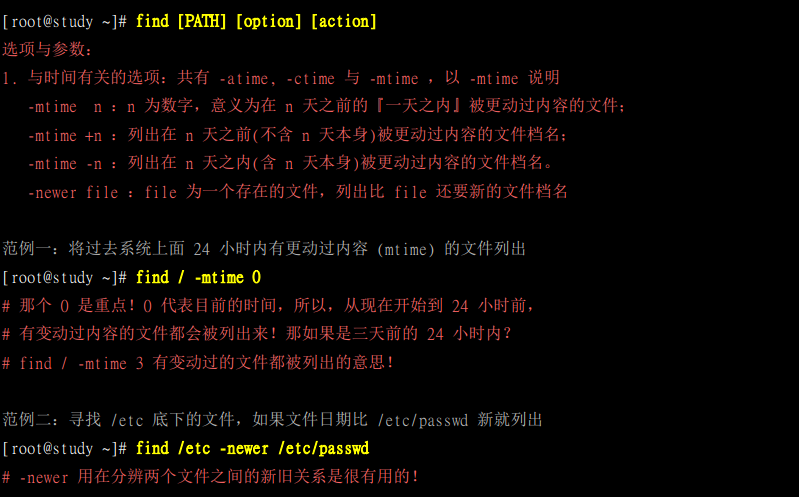 [root@study ~]# find [PATH] [option] [action]
选项与参数：
1. 与时间有关的选项：共有 -atime, -ctime 与 -mtime ，以 -mtime 说明
-mtime n ：n 为数字，意义为在 n 天之前的『一天之内』被更动过内容的文件；
-mtime +n ：列出在 n 天之前(不含 n 天本身)被更动过内容的文件档名；
-mtime -n ：列出在 n 天之内(含 n 天本身)被更动过内容的文件档名。
-newer file ：file 为一个存在的文件，列出比 file 还要新的文件档名
范例一：将过去系统上面 24 小时内有更动过内容 (mtime) 的文件列出
[root@study ~]# find / -mtime 0
# 那个 0 是重点！0 代表目前的时间，所以，从现在开始到 24 小时前，
# 有变动过内容的文件都会被列出来！那如果是三天前的 24 小时内？
# find / -mtime 3 有变动过的文件都被列出的意思！
范例二：寻找 /etc 底下的文件，如果文件日期比 /etc/passwd 新就列出
[root@study ~]# find /etc -newer /etc/passwd
# -newer 用在分辨两个文件之间的新旧关系是很有用的！